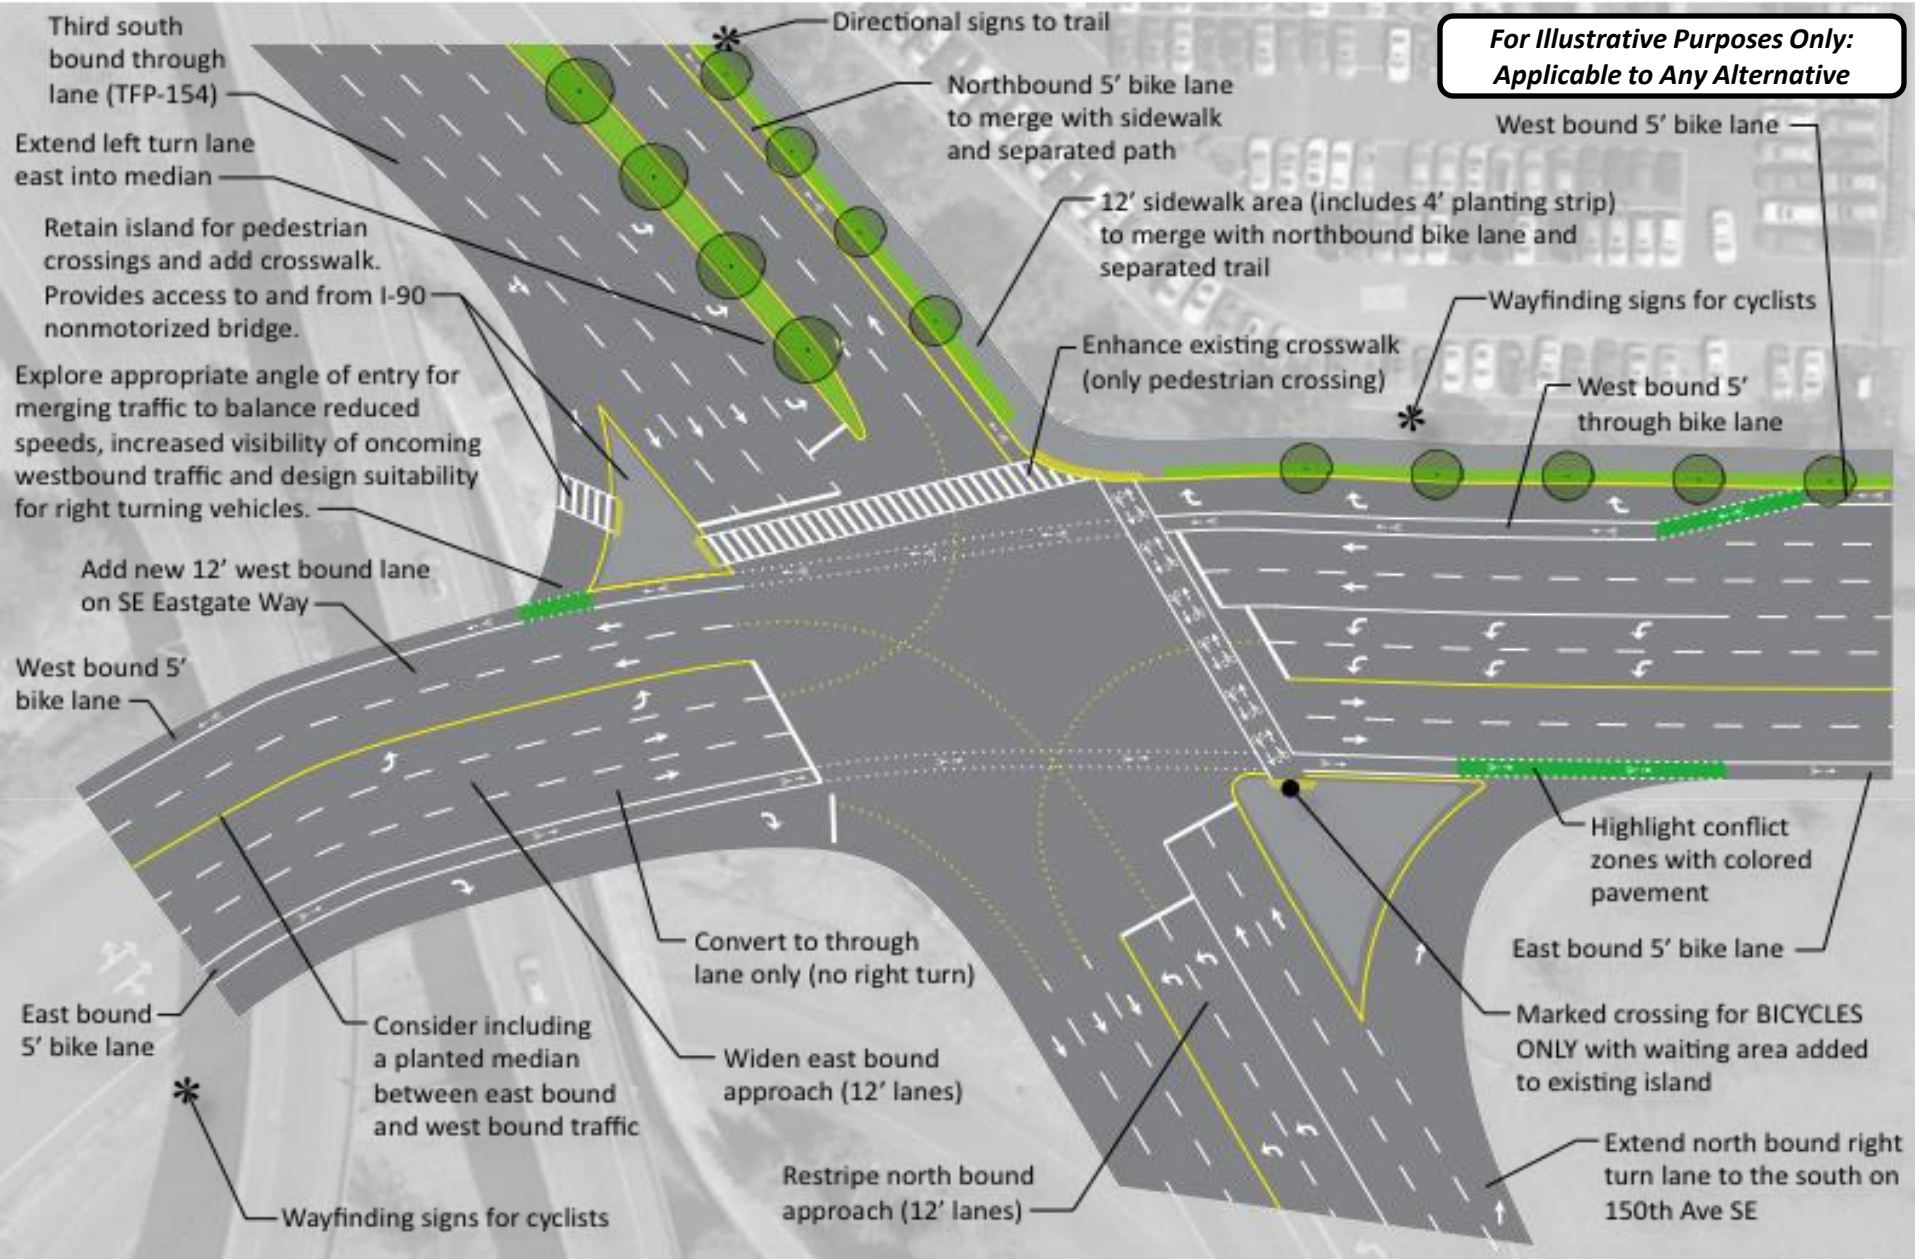 Third south
bound through
lane (TFP-154)
Directional signs to trail
For Illustrative Purposes Only:
Applicable to Any Alternative
Northbound 5’ bike lane
to merge with sidewalk
and separated path
West bound 5’ bike lane
Extend left turn lane
east into median
12’ sidewalk area (includes 4’ planting strip)
to merge with northbound bike lane and
separated trail
Retain island for pedestrian
crossings and add crosswalk.
Provides access to and from I-90
nonmotorized bridge.
Wayfinding signs for cyclists
Enhance existing crosswalk
(only pedestrian crossing)
West bound 5’
through bike lane
Explore appropriate angle of entry for
merging traffic to balance reduced
speeds, increased visibility of oncoming
westbound traffic and design suitability
for right turning vehicles.
Add new 12’ west bound lane
on SE Eastgate Way
West bound 5’
bike lane
Highlight conflict
zones with colored
pavement
East bound 5’ bike lane
Convert to through
lane only (no right turn)
East bound
5’ bike lane
Consider including
a planted median
between east bound
and west bound traffic
Widen east bound
approach (12’ lanes)
Marked crossing for BICYCLES
ONLY with waiting area added
to existing island
Restripe north bound
approach (12’ lanes)
Extend north bound right
turn lane to the south on
150th Ave SE
Wayfinding signs for cyclists